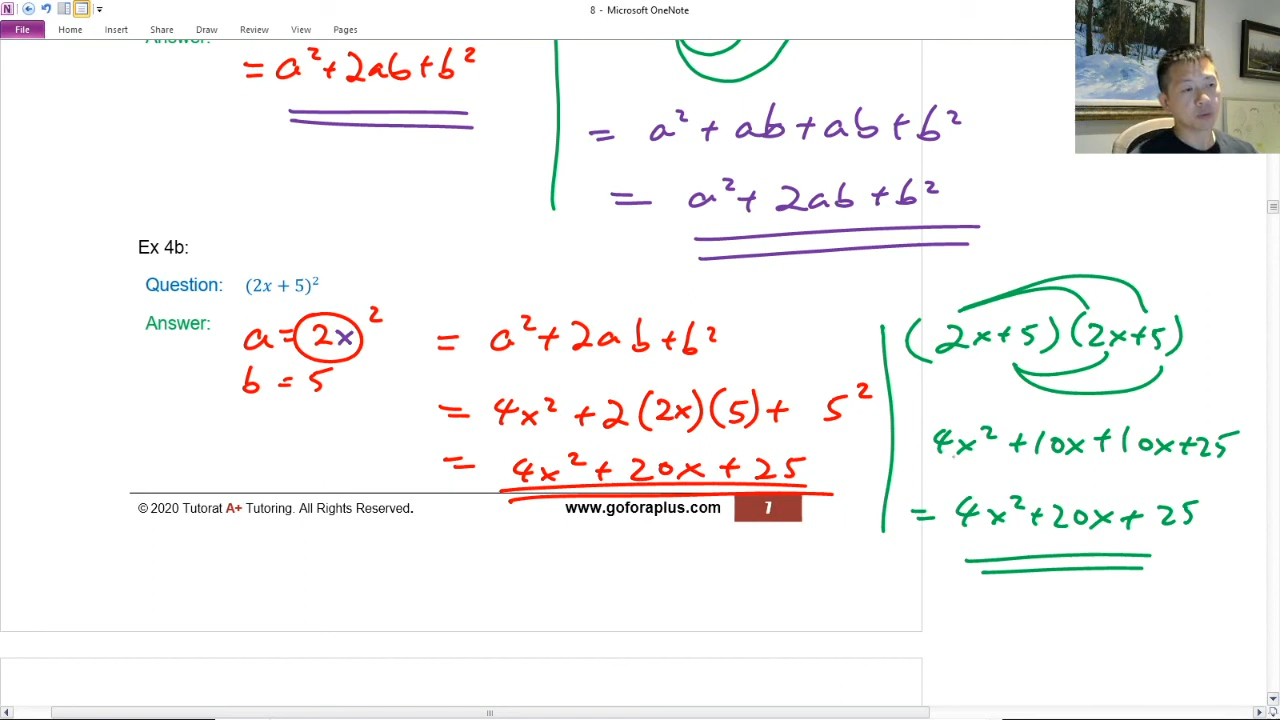 8 - Microsoft OneNote
File Home Insert Share Draw Review View Pages
Answer:
= a²+2ab+b²
= a² + ab + ab + b²
= a² + 2ab + b²
Ex 4b:
Question: (2x + 5)²
Answer:
a = 2x ²
b = 5
= a² + 2ab + b²
= 4x² + 2(2x)(5) + 5²
= 4x² + 20x + 25
(2x+5)(2x+5)
4x² + 10x + 10x + 25
= 4x² + 20x + 25
© 2020 Tutorat A+ Tutoring. All Rights Reserved. www.goforaplus.com 7